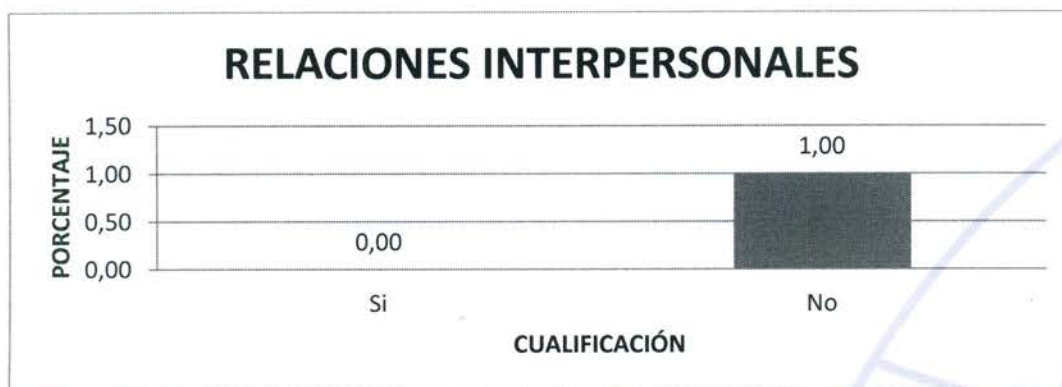 RELACIONES INTERPERSONALES
PORCENTAJE
1,50
1,00
0,50
0,00
0,00
1,00
Si
No
CUALIFICACIÓN